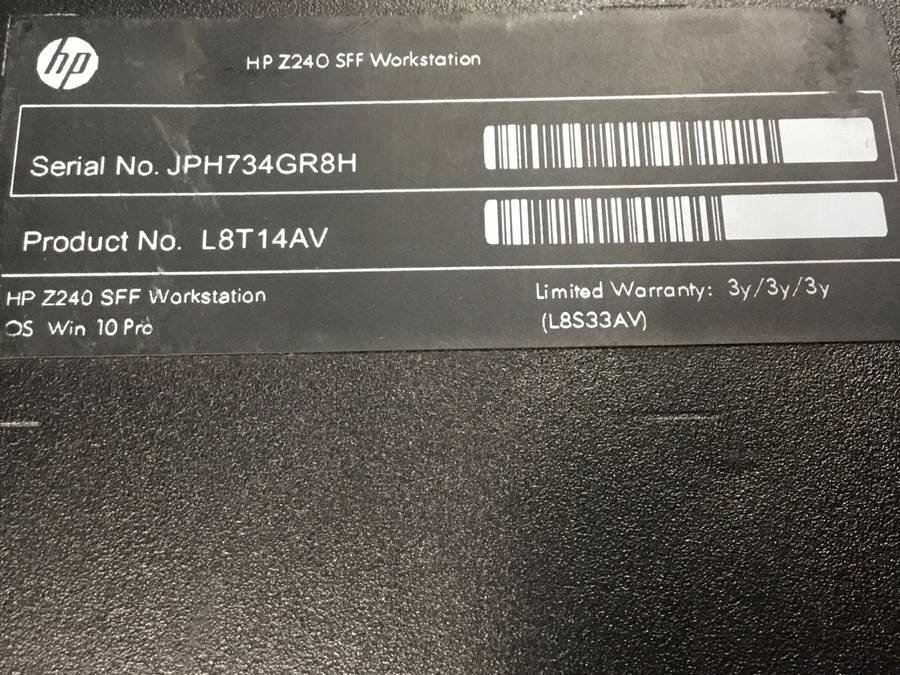 hp
HP Z240 SFF Workstation
Serial No. JPH734GR8H
Product No. L8T14AV
HP Z240 SFF Workstation
OS Win 10 Pro
Limited Warranty: 3y/3y/3y
(L8S33AV)